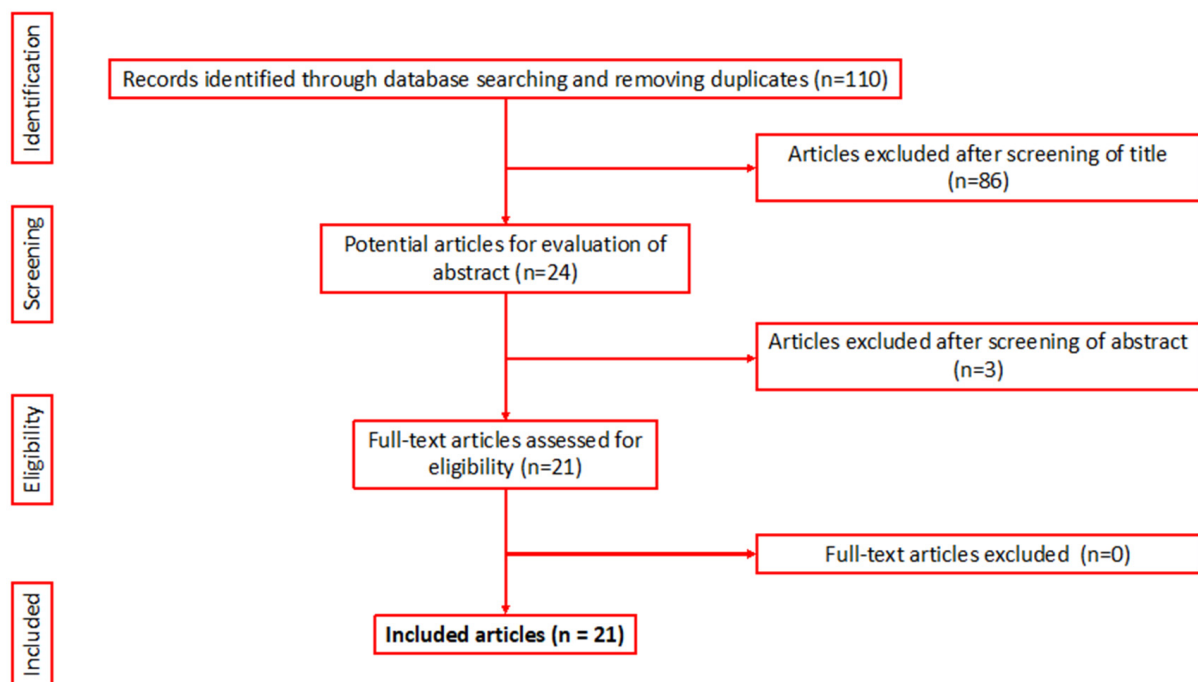 Identification
Records identified through database searching and removing duplicates (n=110)
Articles excluded after screening of title
(n=86)
Screening
Potential articles for evaluation of
abstract (n=24)
Articles excluded after screening of abstract
(n=3)
Eligibility
Full-text articles assessed for
eligibility (n=21)
Full-text articles excluded (n=0)
Included
Included articles (n = 21)